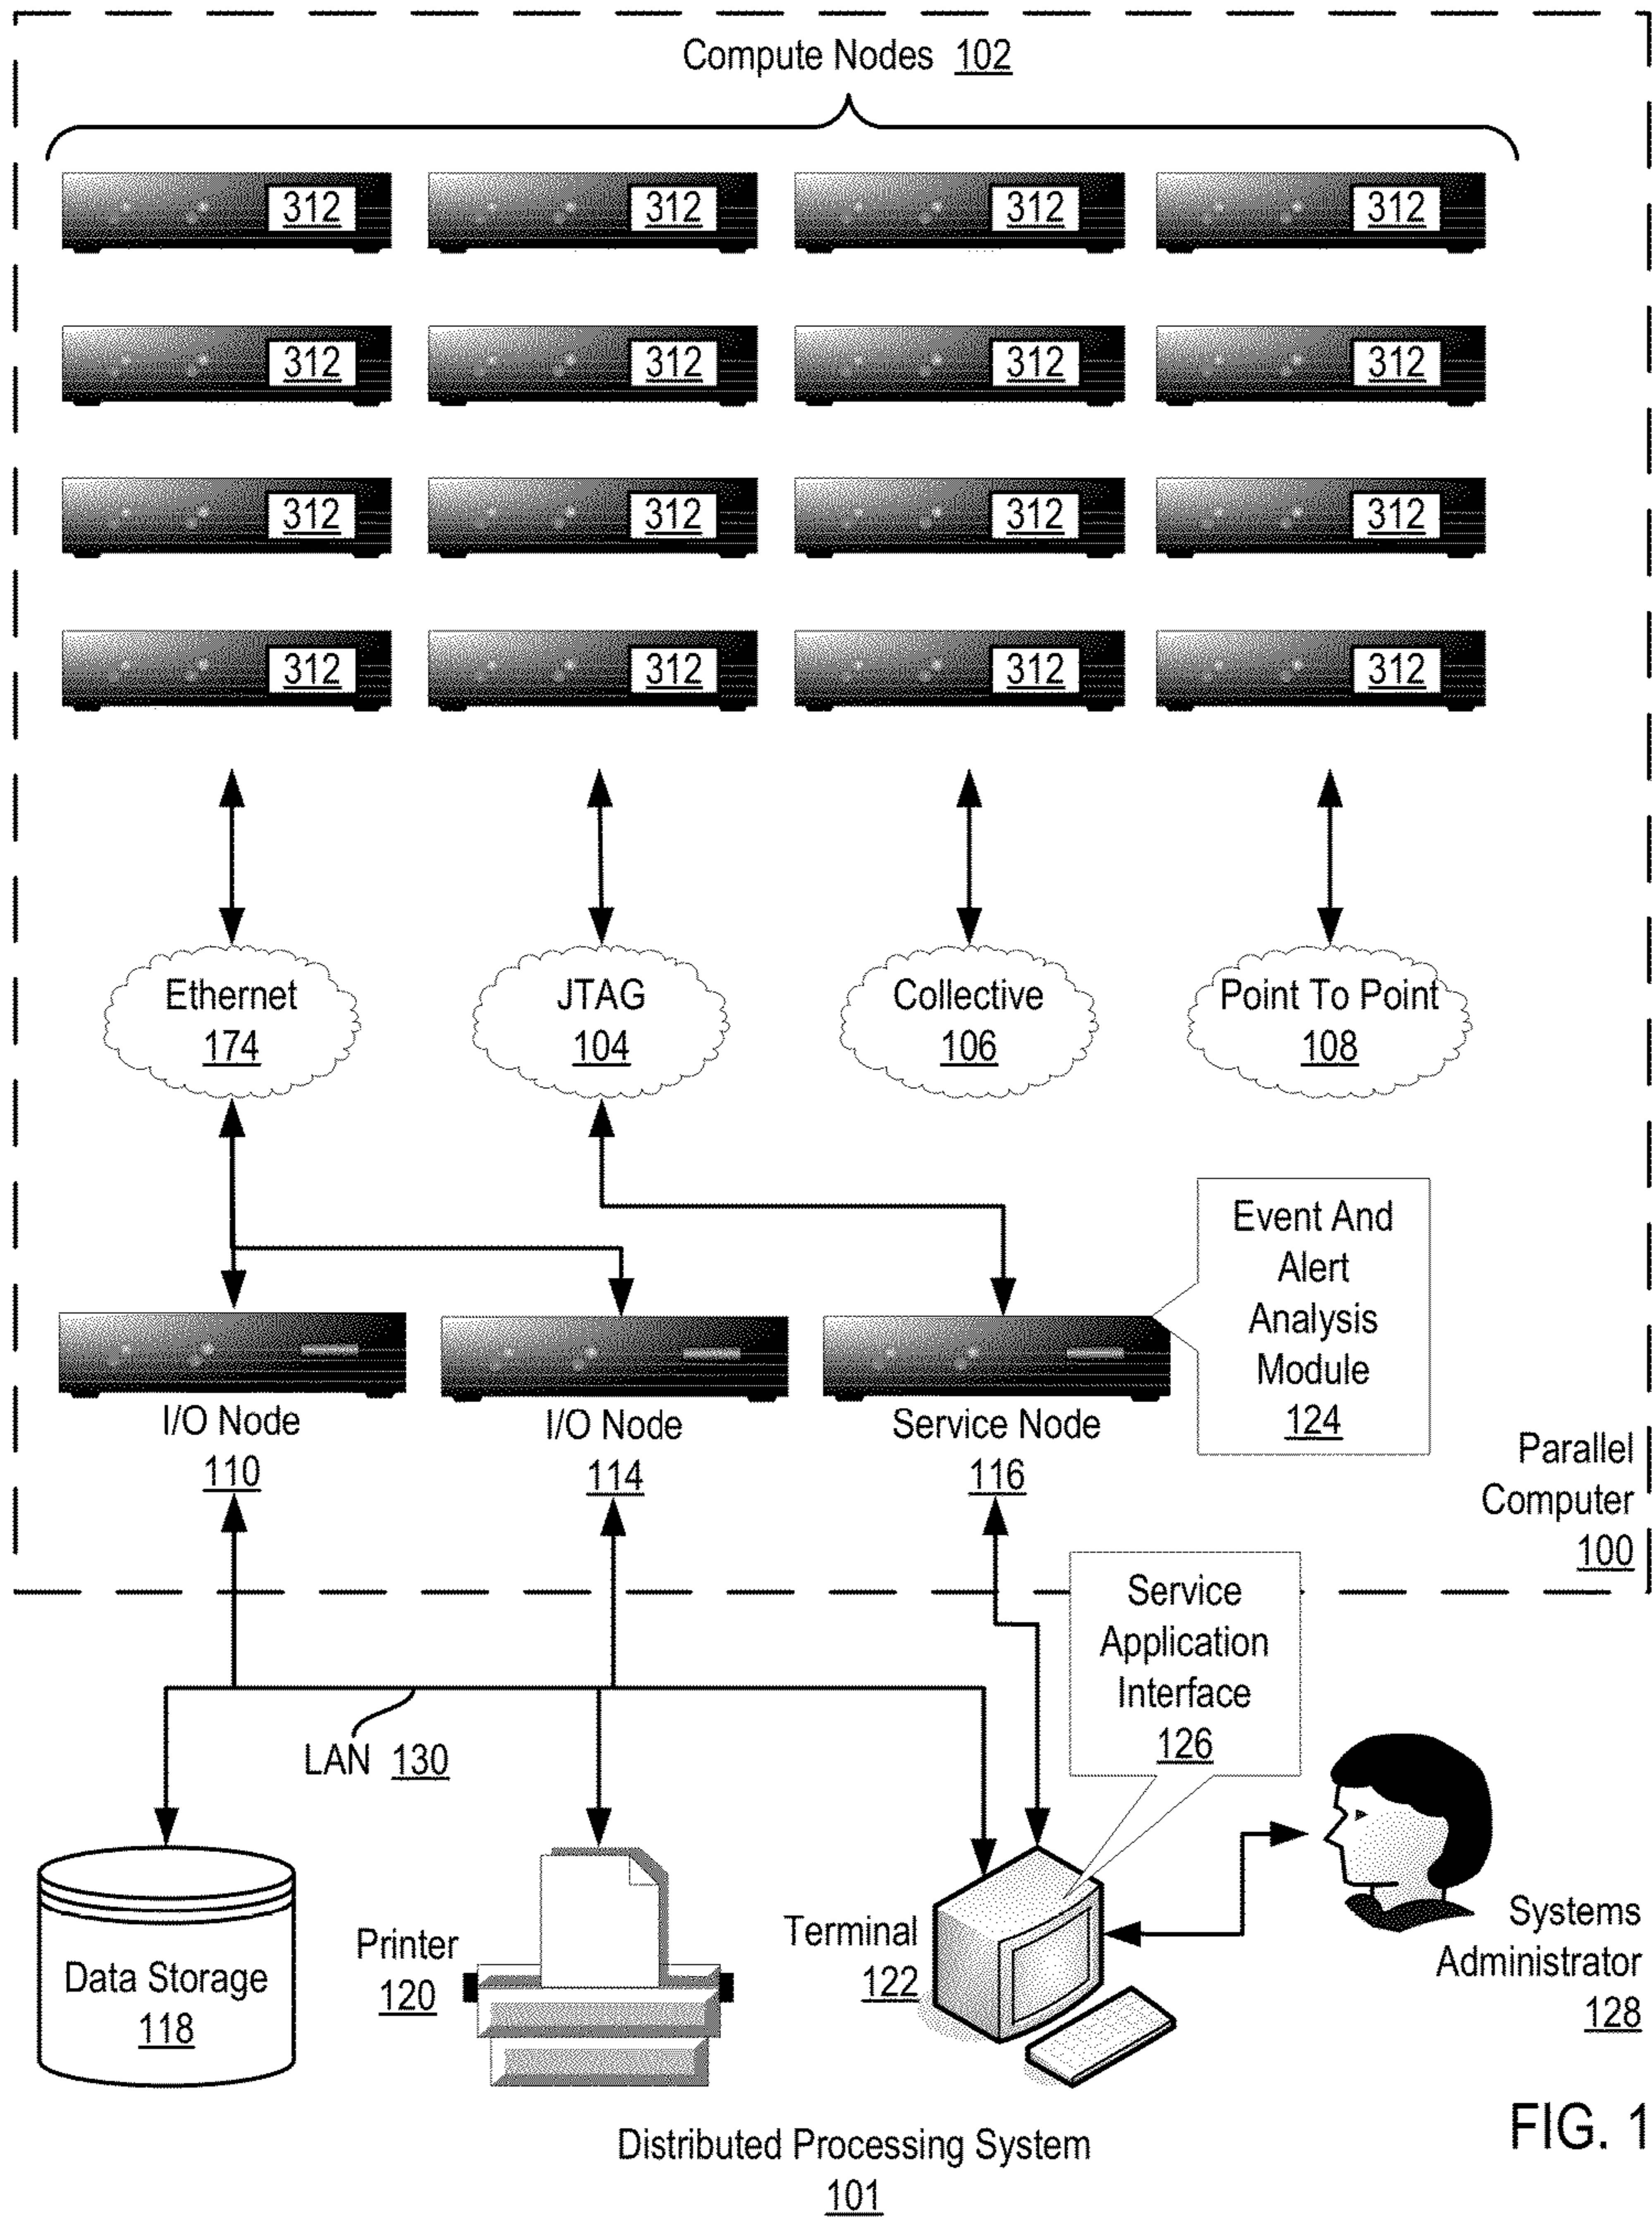 Compute Nodes 102
312 312 312 312
312 312 312 312
312 312 312 312
312 312 312 312
Ethernet
174
JTAG
104
Collective
106
Point To Point
108
Event And
Alert
Analysis
Module
124
I/O Node
110
I/O Node
114
Service Node
116
Parallel
Computer
100
Service
Application
Interface
126
LAN 130
Data Storage
118
Printer
120
Terminal
122
Systems
Administrator
128
Distributed Processing System
101
FIG. 1